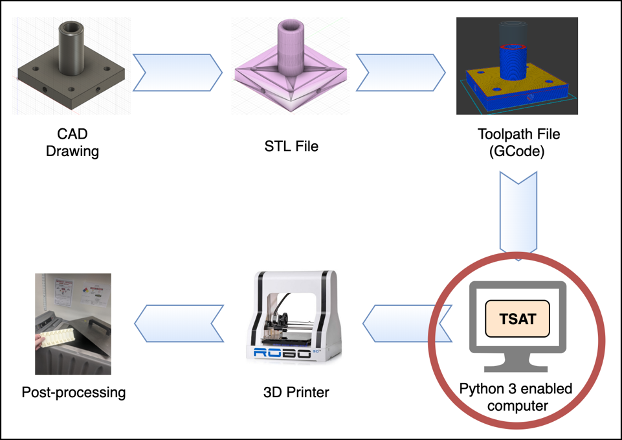 CAD
Drawing
STL File
Toolpath File
(GCode)
TSAT
Python 3 enabled
computer
ROBO
3D Printer
Post-processing